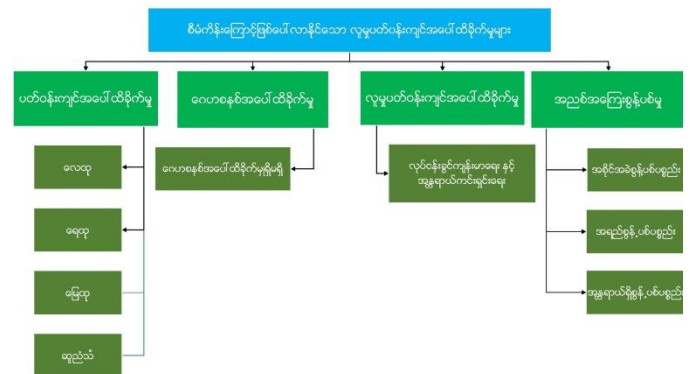 စီမံကိန်းကြောင့်ဖြစ်ပေါ်လာနိုင်သော လူမှုပတ်ပန်းကျင်အပေါ်ထိခိုက်မှုများ
ပတ်ဝန်းကျင်အပေါ်ထိခိုက်မှု
ဂေဟစနစ်အပေါ်ထိခိုက်မှု
လူမှုပတ်ဝန်းကျင်အပေါ်ထိခိုက်မှု
အညစ်အကြေးစွန့်ပစ်မှု
လေထု
ရေထု
မြေထု
ဆူညံသံ
ဂေဟစနစ်အပေါ်ထိခိုက်မှုရှိမရှိ
လုပ်ငန်းခွင်ကျန်းမာရေး နှင့်
အန္တရာယ်ကင်းရှင်းရေး
အစိုင်အခဲစွန့်ပစ်ပစ္စည်း
အရည်စွန့်ပစ်ပစ္စည်း
အန္တရာယ်ရှိစွန့်ပစ်ပစ္စည်း